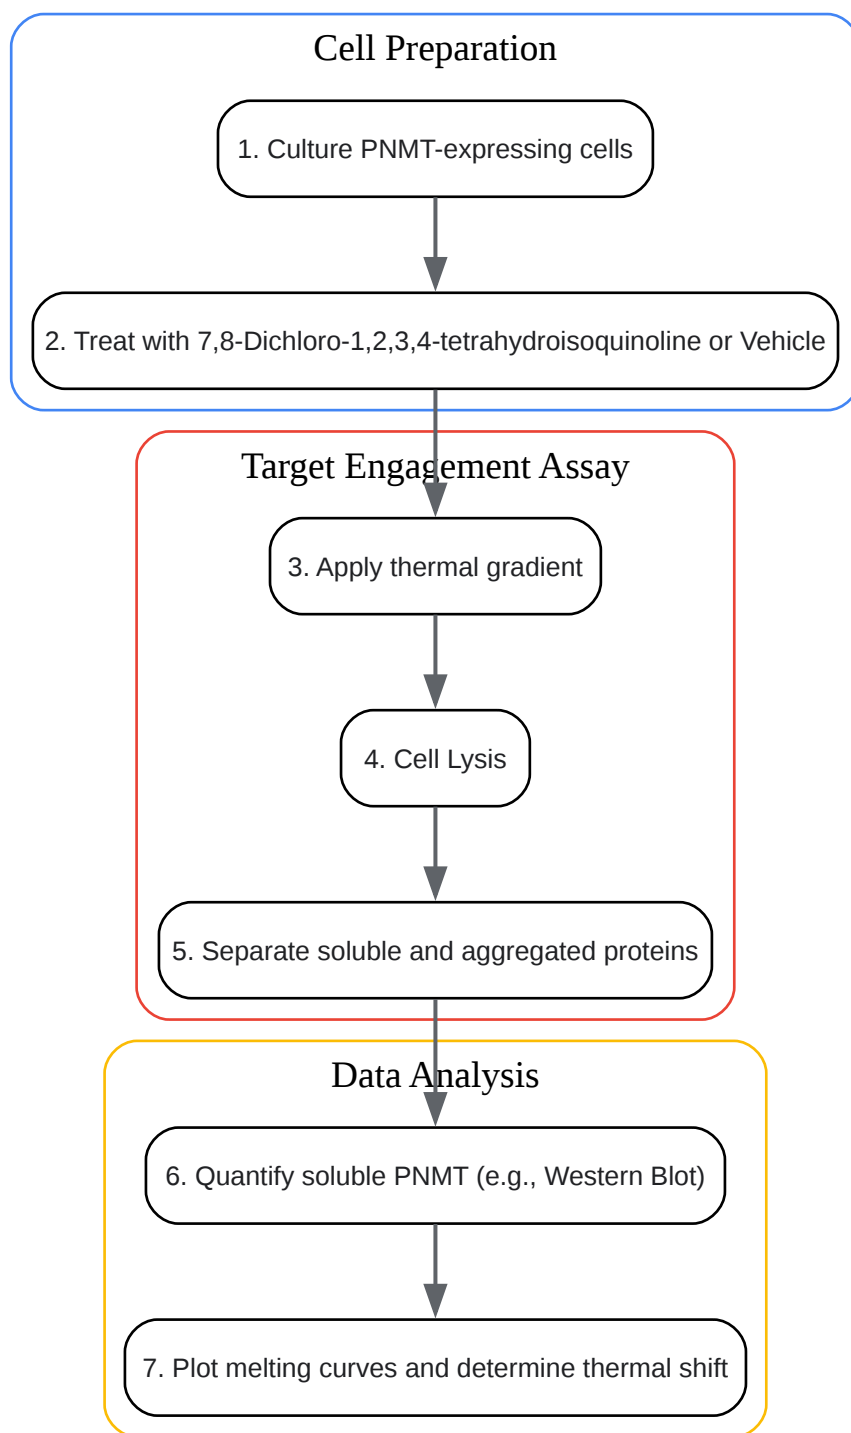 Cell Preparation
1. Culture PNMT-expressing cells
2. Treat with 7,8-Dichloro-1,2,3,4-tetrahydroisoquinoline or Vehicle
Target Engagement Assay
3. Apply thermal gradient
4. Cell Lysis
5. Separate soluble and aggregated proteins
Data Analysis
6. Quantify soluble PNMT (e.g., Western Blot)
7. Plot melting curves and determine thermal shift